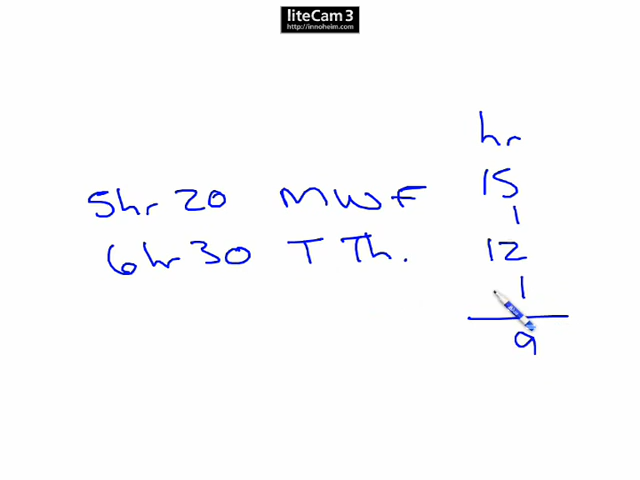 liteCam 3
http://innoheim.com
hr
5hr 20 MWF 15
1
6hr 30 T Th. 12
1
9